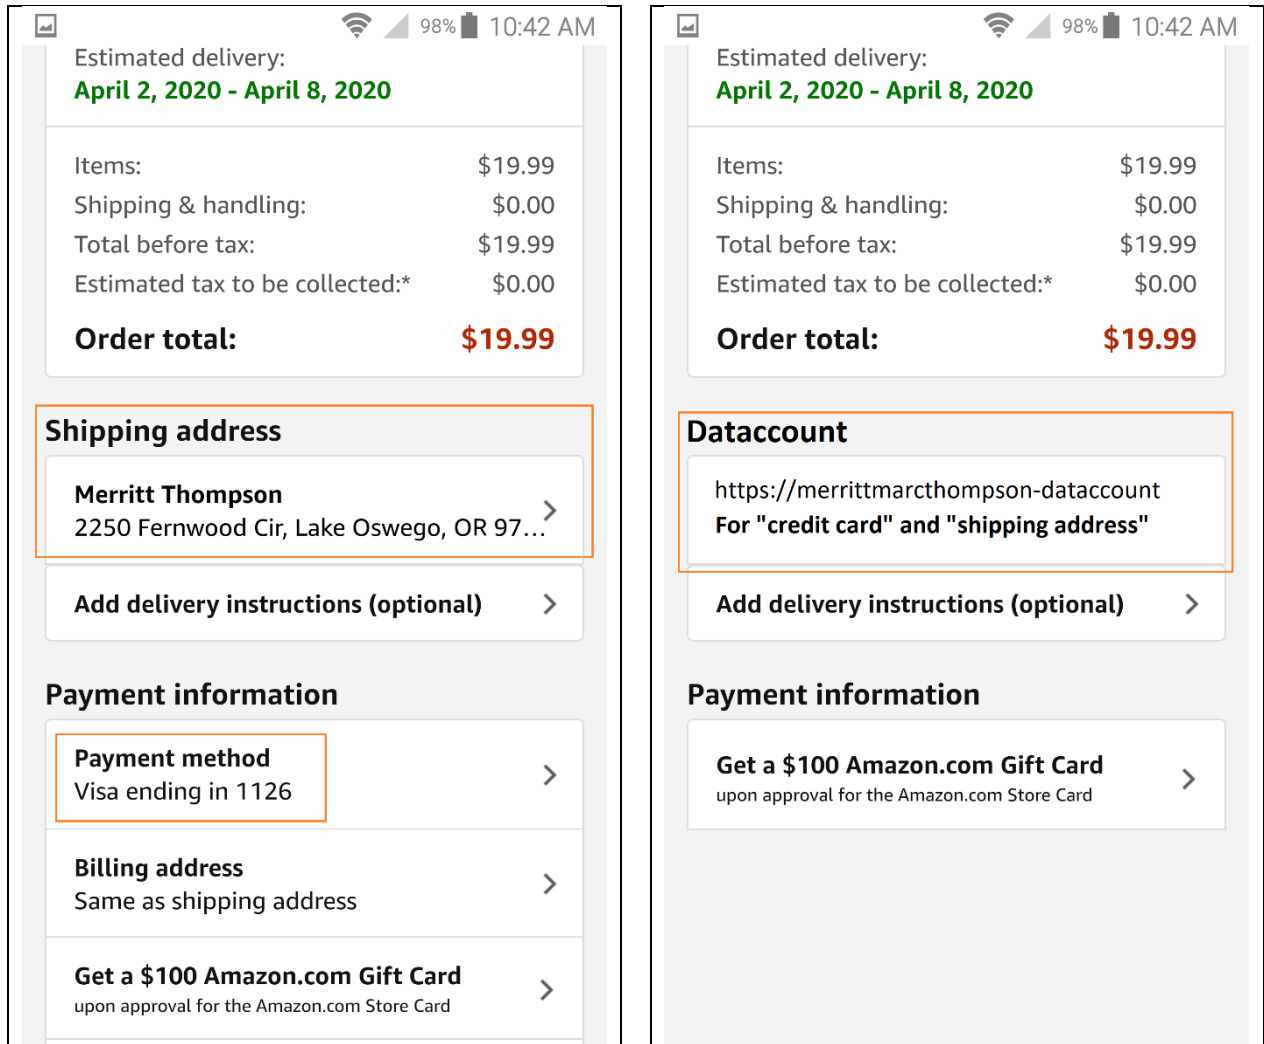 98% 10:42 AM
Estimated delivery:
April 2, 2020 - April 8, 2020
Items: $19.99
Shipping & handling: $0.00
Total before tax: $19.99
Estimated tax to be collected:* $0.00
Order total: $19.99
Shipping address
Merritt Thompson
2250 Fernwood Cir, Lake Oswego, OR 97...
Add delivery instructions (optional)
Payment information
Payment method
Visa ending in 1126
Billing address
Same as shipping address
Get a $100 Amazon.com Gift Card
upon approval for the Amazon.com Store Card
98% 10:42 AM
Estimated delivery:
April 2, 2020 - April 8, 2020
Items: $19.99
Shipping & handling: $0.00
Total before tax: $19.99
Estimated tax to be collected:* $0.00
Order total: $19.99
Dataccount
https://merrittmarcthompson-dataccount
For "credit card" and "shipping address"
Add delivery instructions (optional)
Payment information
Get a $100 Amazon.com Gift Card
upon approval for the Amazon.com Store Card